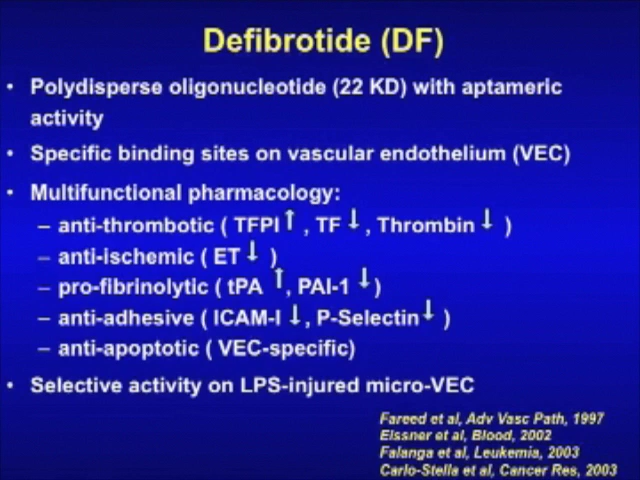 Defibrotide (DF)
• Polydisperse oligonucleotide (22 KD) with aptameric
activity
• Specific binding sites on vascular endothelium (VEC)
• Multifunctional pharmacology:
– anti-thrombotic ( TFPI↑ , TF↓ , Thrombin↓ )
– anti-ischemic ( ET↓ )
– pro-fibrinolytic ( tPA ↑, PAI-1 ↓)
– anti-adhesive ( ICAM-I ↓, P-Selectin↓ )
– anti-apoptotic ( VEC-specific)
• Selective activity on LPS-injured micro-VEC
Fareed et al, Adv Vasc Path, 1997
Eissner et al, Blood, 2002
Falanga et al, Leukemia, 2003
Carlo-Stella et al, Cancer Res, 2003